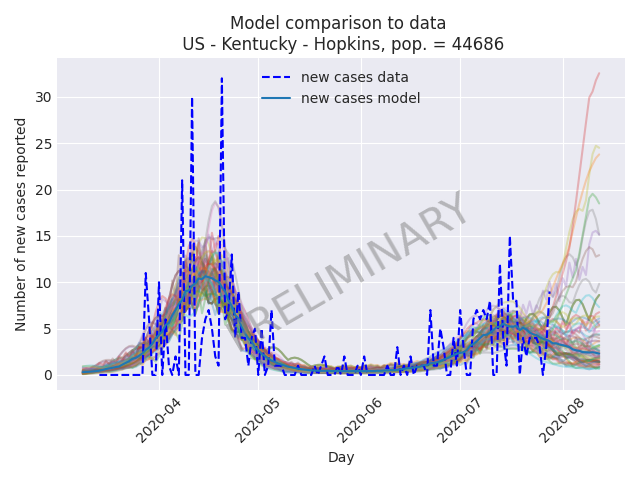 Model comparison to data
US - Kentucky - Hopkins, pop. = 44686
new cases data
new cases model
Number of new cases reported
30
25
20
15
10
5
0
PRELIMINARY
2020-04
2020-05
2020-06
2020-07
2020-08
Day